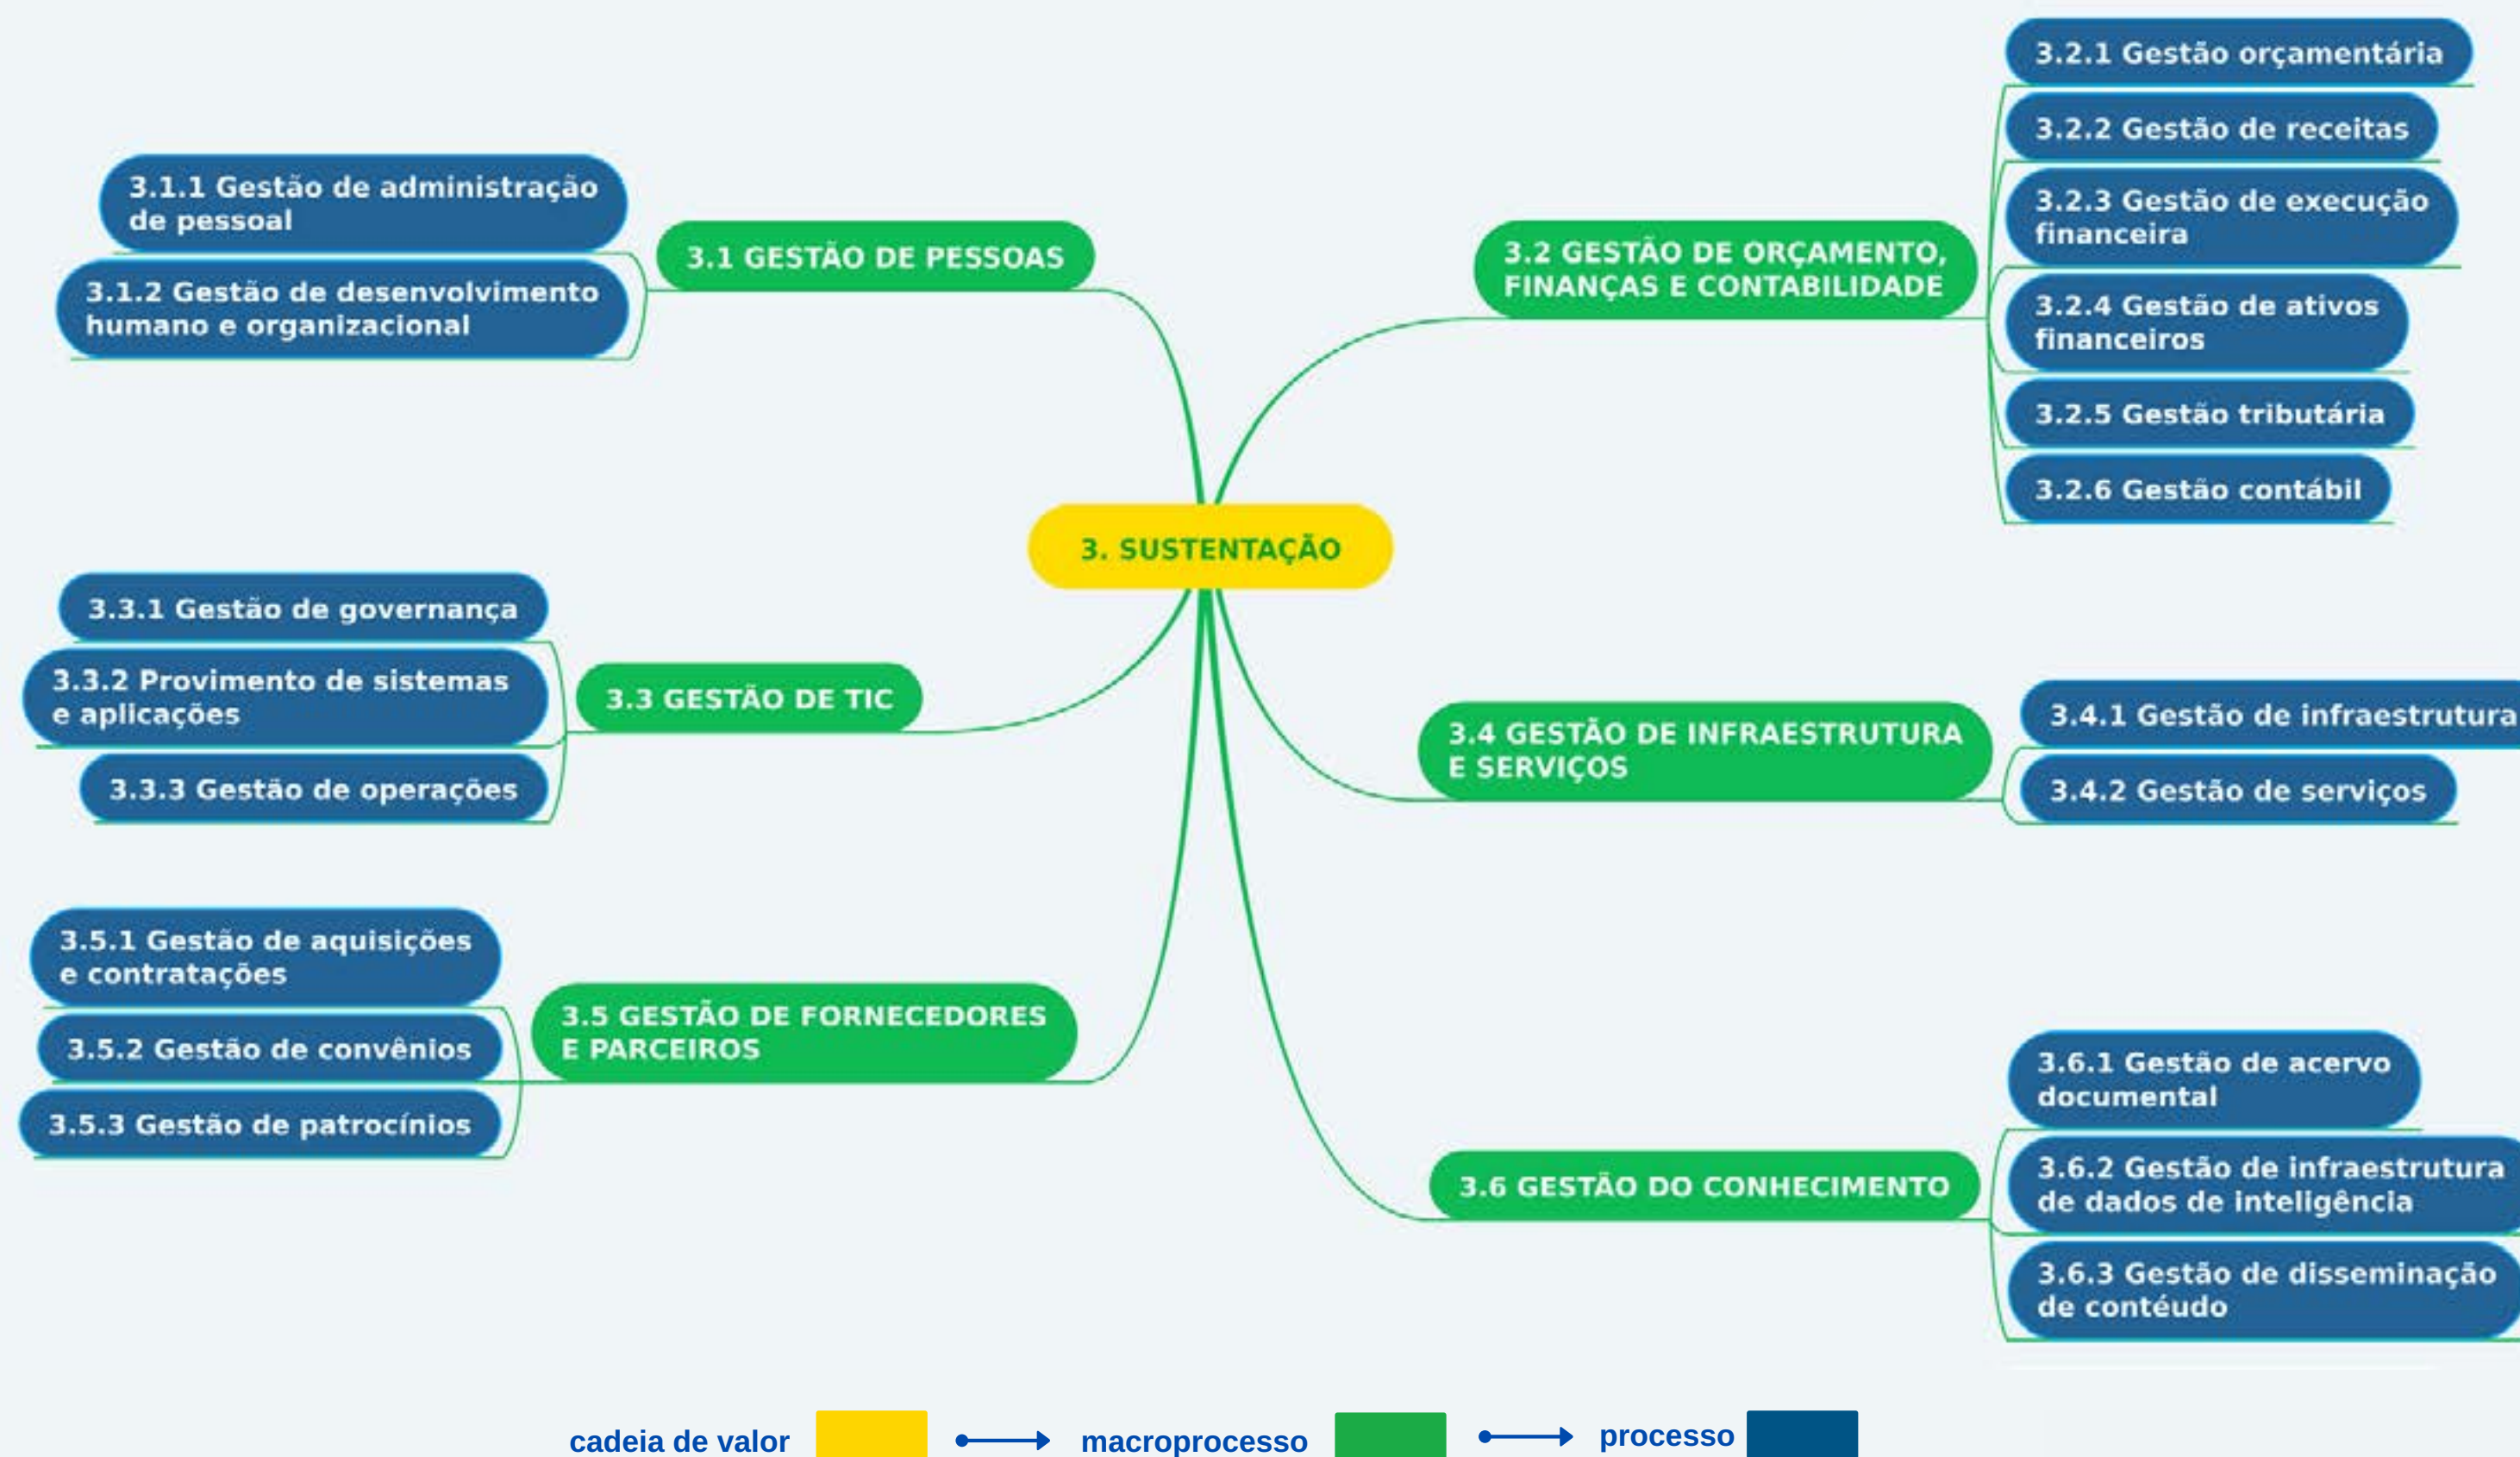 3.1.1 Gestão de administração
de pessoal
3.1.2 Gestão de desenvolvimento
humano e organizacional
3.1 GESTÃO DE PESSOAS
3.2 GESTÃO DE ORÇAMENTO,
FINANÇAS E CONTABILIDADE
3.2.1 Gestão orçamentária
3.2.2 Gestão de receitas
3.2.3 Gestão de execução
financeira
3.2.4 Gestão de ativos
financeiros
3.2.5 Gestão tributária
3.2.6 Gestão contábil
3. SUSTENTAÇÃO
3.3.1 Gestão de governança
3.3.2 Provimento de sistemas
e aplicações
3.3.3 Gestão de operações
3.3 GESTÃO DE TIC
3.4 GESTÃO DE INFRAESTRUTURA
E SERVIÇOS
3.4.1 Gestão de infraestrutura
3.4.2 Gestão de serviços
3.5.1 Gestão de aquisições
e contratações
3.5.2 Gestão de convênios
3.5.3 Gestão de patrocínios
3.5 GESTÃO DE FORNECEDORES
E PARCEIROS
3.6 GESTÃO DO CONHECIMENTO
3.6.1 Gestão de acervo
documental
3.6.2 Gestão de infraestrutura
de dados de inteligência
3.6.3 Gestão de disseminação
de contéudo
cadeia de valor
macroprocesso
processo